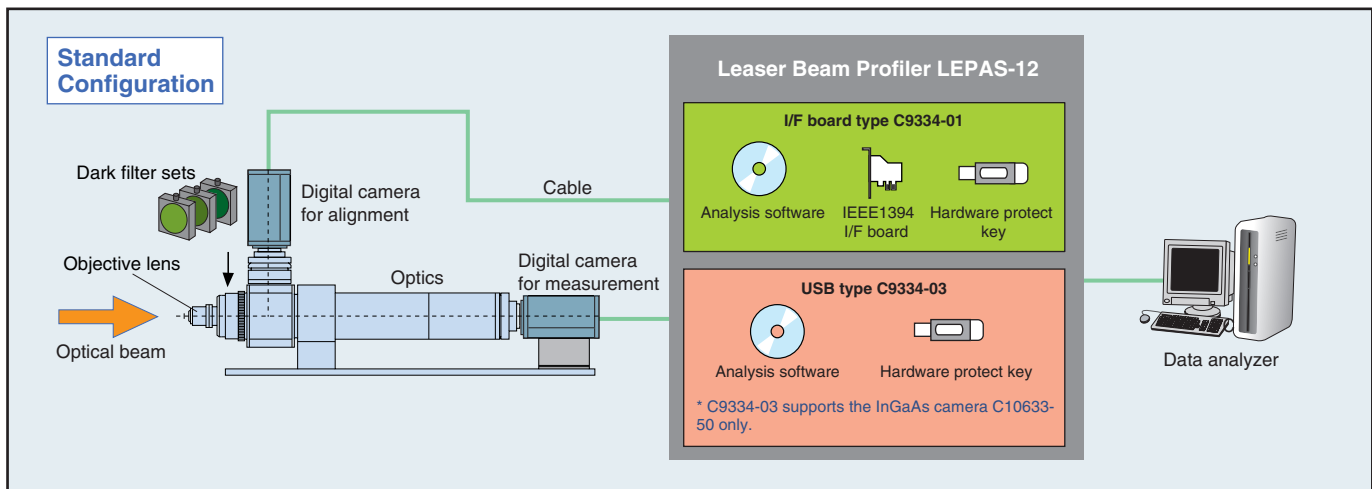 Standard
Configuration
Dark filter sets
Digital camera
for alignment
Cable
Objective lens
Optics
Digital camera
for measurement
Optical beam
Leaser Beam Profiler LEPAS-12
I/F board type C9334-01
Analysis software
IEEE1394
I/F board
Hardware protect
key
USB type C9334-03
Analysis software
Hardware protect key
* C9334-03 supports the InGaAs camera C10633-
50 only.
Data analyzer